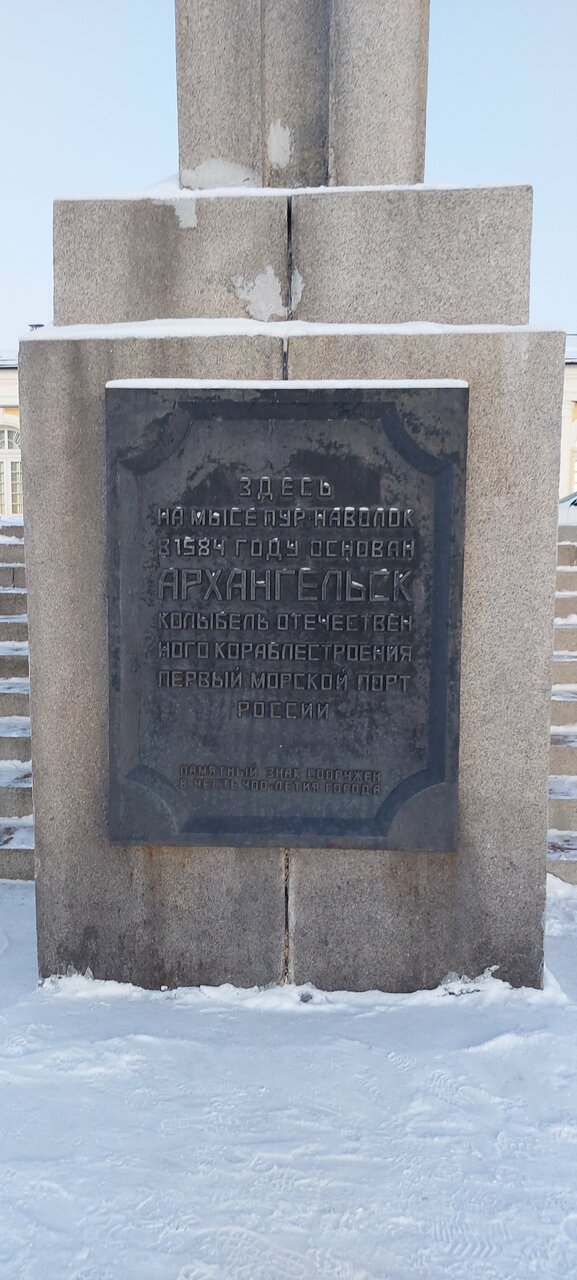 ЗДЕСЬ
НА МЫСЕ ПУР-НАВОЛОК
В 1584 ГОДУ ОСНОВАН
АРХАНГЕЛЬСК
КОЛЫБЕЛЬ ОТЕЧЕСТВЕН
НОГО КОРАБЛЕСТРОЕНИЯ
ПЕРВЫЙ МОРСКОЙ ПОРТ
РОССИИ
ПАМЯТНЫЙ ЗНАК СООРУЖЕН
В ЧЕСТЬ 400-ЛЕТИЯ ГОРОДА